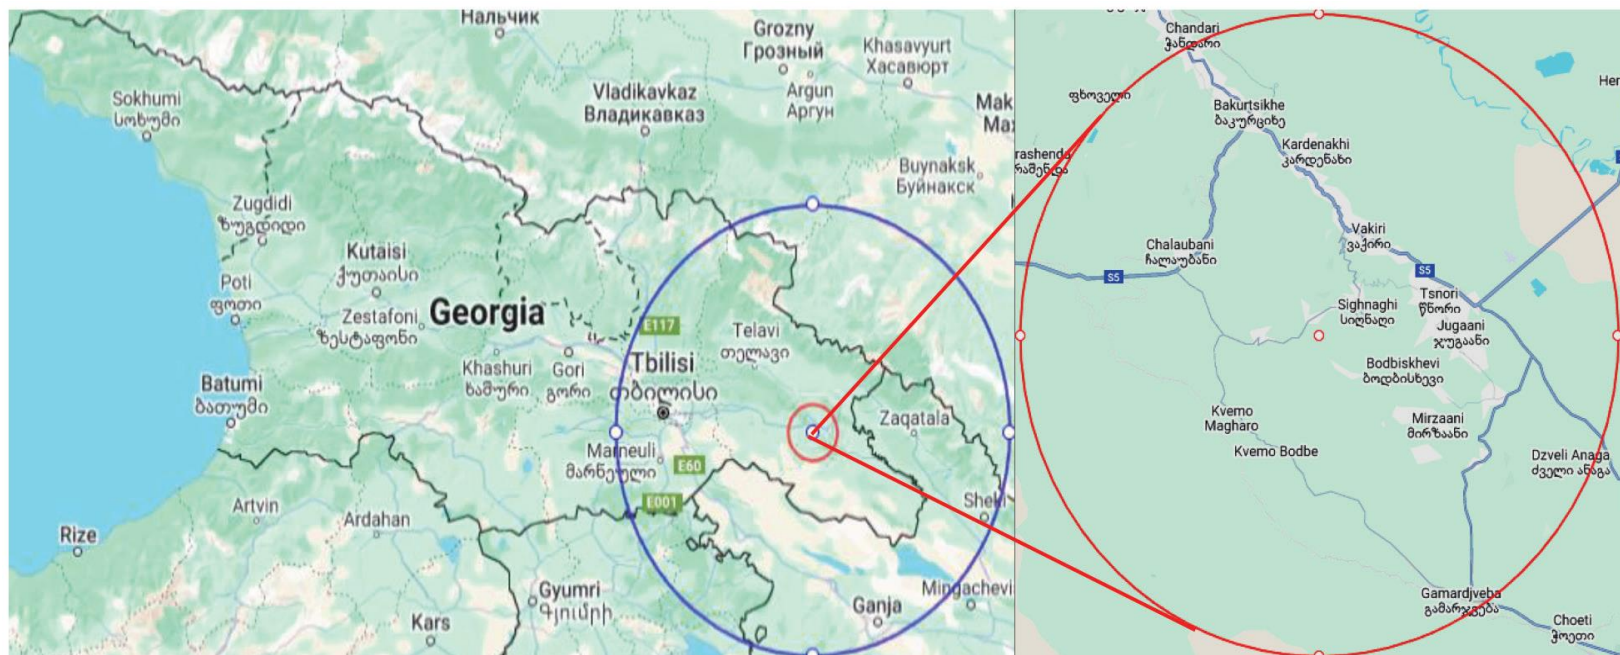 Нальчик
Grozny
Грозный
Khasavyurt
Хасавюрт
Argun
Аргун
Sokhumi
სოხუმი
Vladikavkaz
Владикавказ
Mak
Ма
Buynaksk
Буйнакск
Zugdidi
ზუგდიდი
Kutaisi
ქუთაისი
Poti
ფოთი
Georgia
Zestafoni
ზესტაფონი
E117
Telavi
თელავი
Tbilisi
თბილისი
Khashuri
ხაშური
Gori
გორი
Batumi
ბათუმი
Zaqatala
Marneuli
მარნეული
E60
E001
Artvin
Ardahan
Sheki
Rize
Gyumri
Գյումրի
Mingachevi
Ganja
Kars
Chandari
ჭანდარი
ფხოველი
Her
Bakurtsikhe
ბაკურციხე
Kardenakhi
კარდენახი
rashenda
რაშენდა
Vakiri
ვაქირი
Chalaubani
ჩალაუბანი
S5
S5
Tsnori
წნორი
Sighnaghi
სიღნაღი
Jugaani
ჯუგაანი
Bodbiskhevi
ბოდბისხევი
Kvemo
Magharo
Mirzaani
მირზაანი
Kvemo Bodbe
Dzveli Anaga
ძველი ანაგა
Gamardjveba
გამარჯვება
Choeti
ჭოეთი